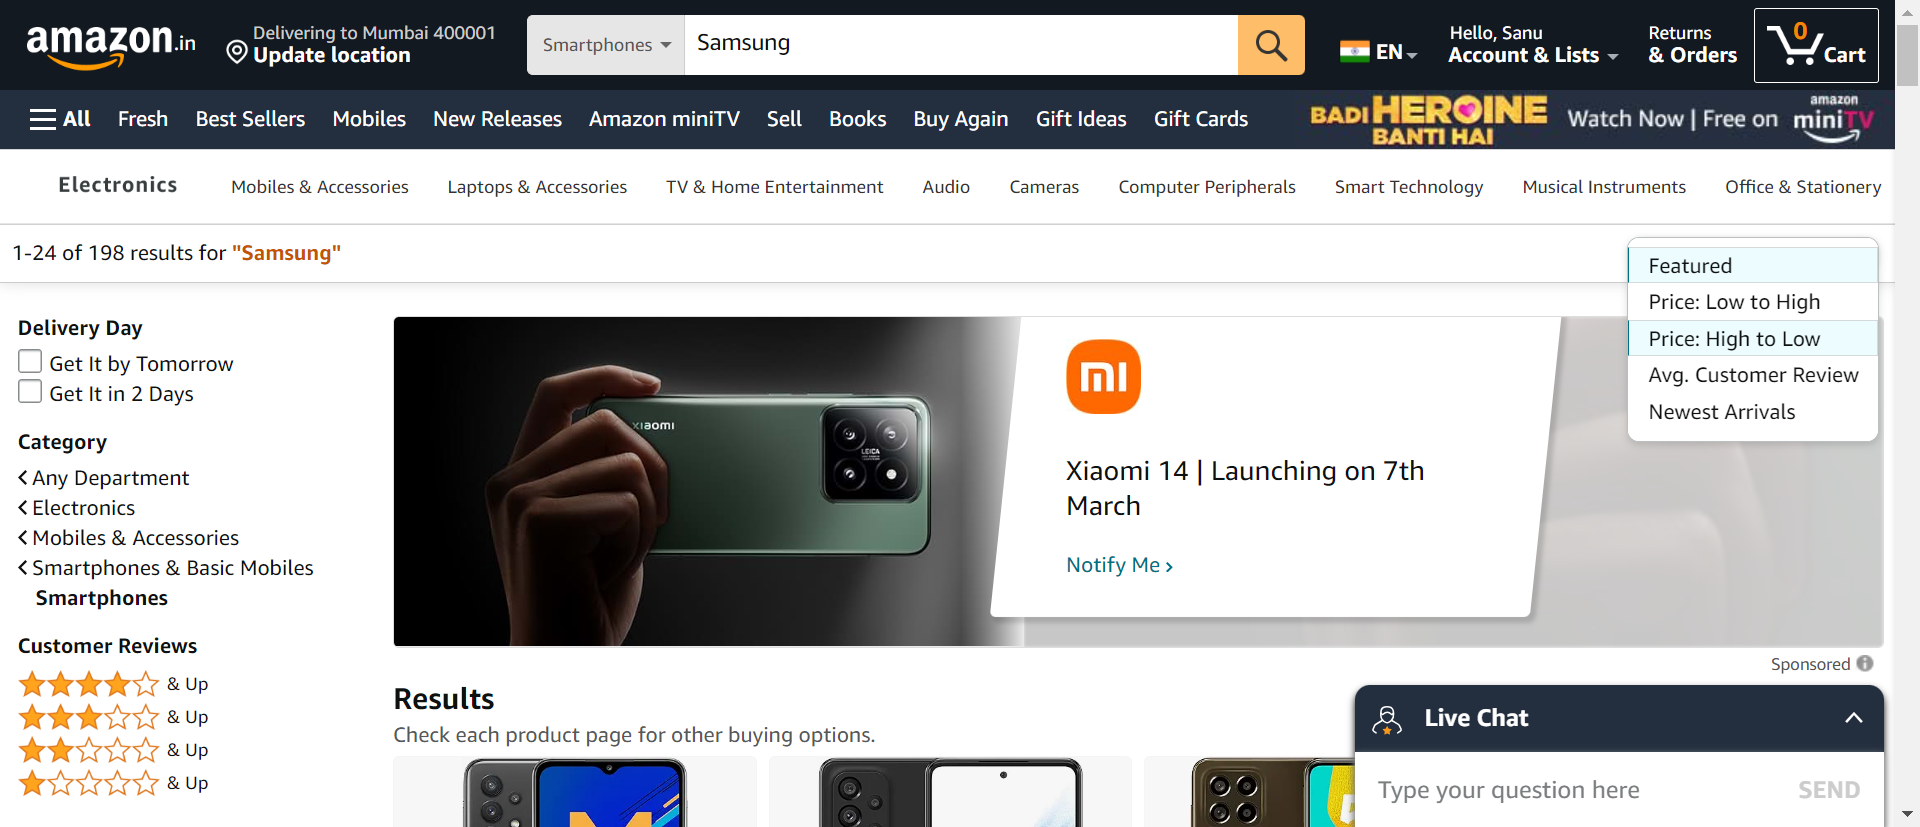 amazon.in
Delivering to Mumbai 400001
Update location
Smartphones
Samsung
EN
Hello, Sanu
Account & Lists
Returns
& Orders
0
Cart
All
Fresh
Best Sellers
Mobiles
New Releases
Amazon miniTV
Sell
Books
Buy Again
Gift Ideas
Gift Cards
BADI HEROINE
BANTI HAI
Watch Now | Free on
amazon
miniTV
Electronics
Mobiles & Accessories
Laptops & Accessories
TV & Home Entertainment
Audio
Cameras
Computer Peripherals
Smart Technology
Musical Instruments
Office & Stationery
1-24 of 198 results for "Samsung"
Featured
Price: Low to High
Price: High to Low
Avg. Customer Review
Newest Arrivals
Delivery Day
Get It by Tomorrow
Get It in 2 Days
Category
Any Department
Electronics
Mobiles & Accessories
Smartphones & Basic Mobiles
Smartphones
Customer Reviews
& Up
& Up
& Up
& Up
xiaomi
LEICA
mi
Xiaomi 14 | Launching on 7th
March
Notify Me ›
Sponsored
Results
Check each product page for other buying options.
Live Chat
Type your question here
SEND